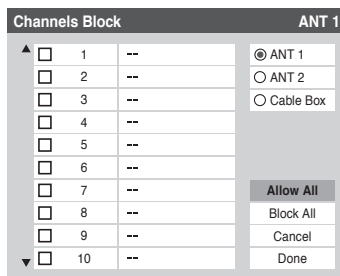 Channels Block ANT 1
1 --
2 --
3 --
4 --
5 --
6 --
7 --
8 --
9 --
10 --
ANT 1
ANT 2
Cable Box
Allow All
Block All
Cancel
Done